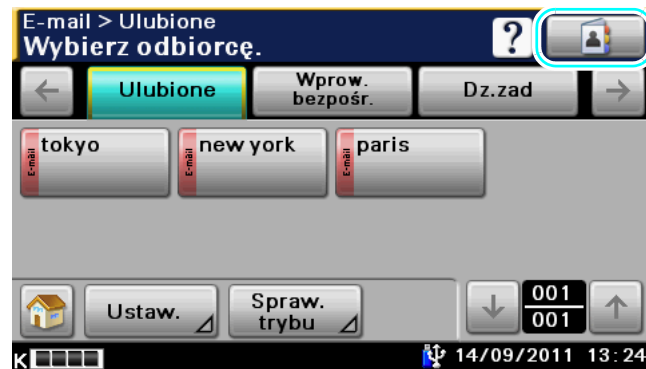 E-mail > Ulubione
Wybierz odbiorcę.
?
Ulubione
Wprow.
bezpośr.
Dz.zad
E-mail
tokyo
E-mail
new york
E-mail
paris
Ustaw.
Spraw.
trybu
001
001
K
14/09/2011 13:24